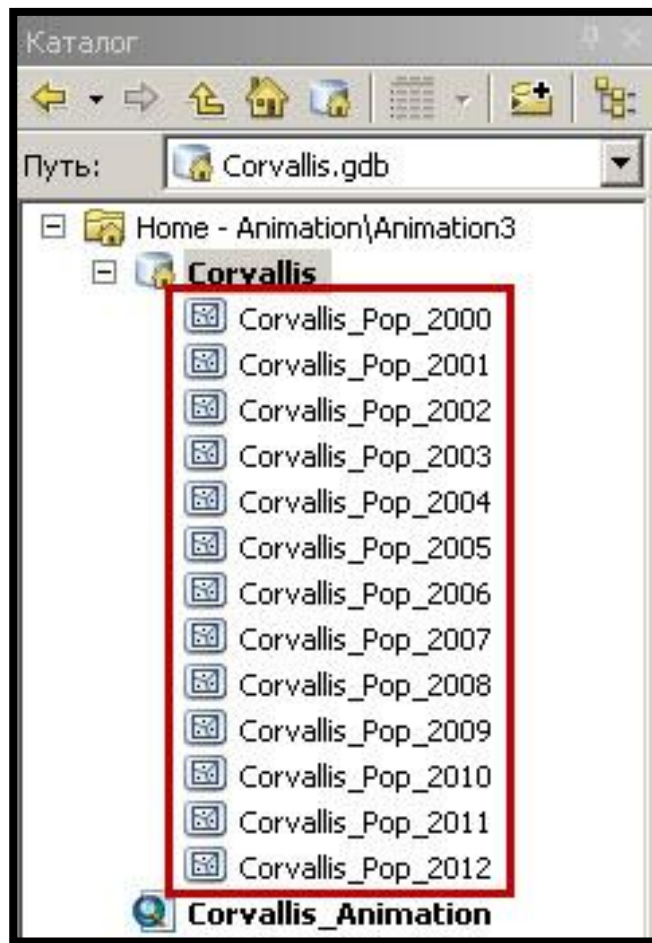 Каталог
Путь: Corvallis.gdb
Home - Animation\Animation3
Corvallis
Corvallis_Pop_2000
Corvallis_Pop_2001
Corvallis_Pop_2002
Corvallis_Pop_2003
Corvallis_Pop_2004
Corvallis_Pop_2005
Corvallis_Pop_2006
Corvallis_Pop_2007
Corvallis_Pop_2008
Corvallis_Pop_2009
Corvallis_Pop_2010
Corvallis_Pop_2011
Corvallis_Pop_2012
Corvallis_Animation